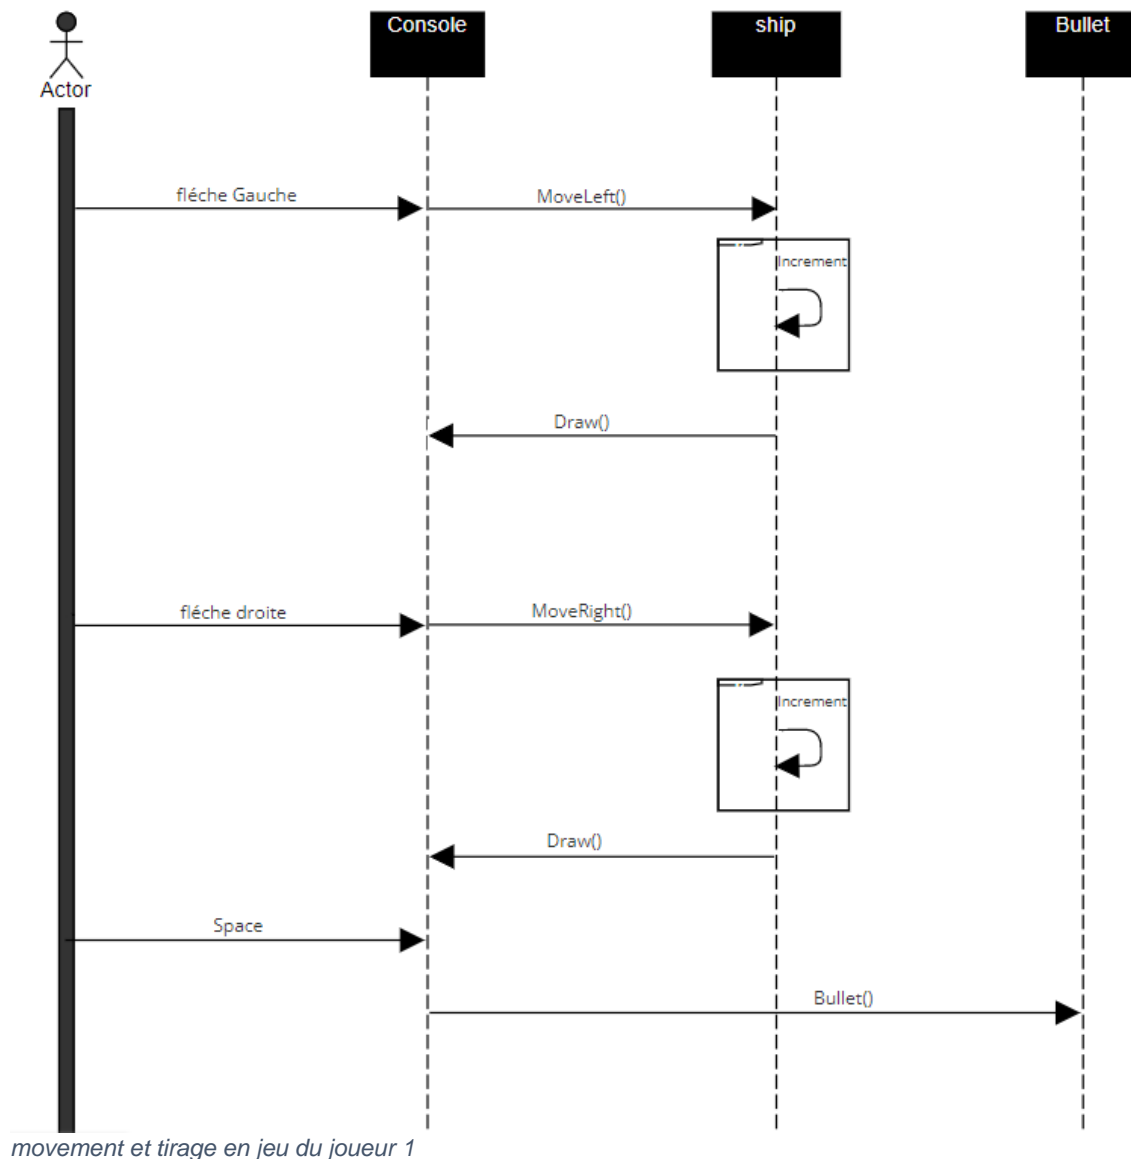 Console
ship
Bullet
Actor
fléche Gauche
MoveLeft()
Increment
Draw()
fléche droite
MoveRight()
Increment
Draw()
Space
Bullet()
movement et tirage en jeu du joueur 1